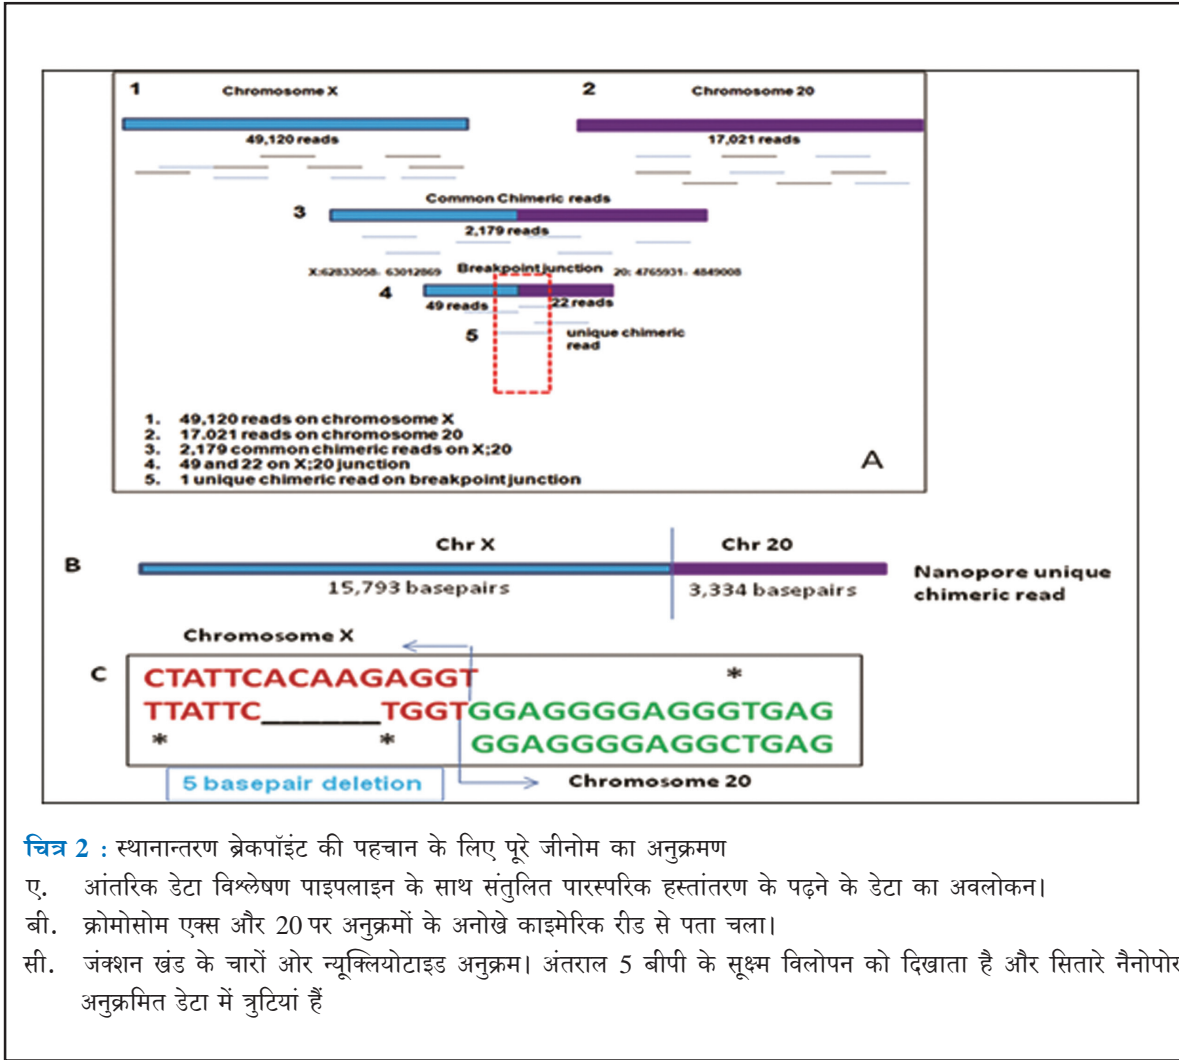 1 Chromosome X 2 Chromosome 20
49,120 reads 17,021 reads
Common Chimeric reads
3
2,179 reads
X:62833058- 63012869 Breakpoint junction 20: 4765931- 4849008
4
49 reads 22 reads
5 unique chimeric
read
1. 49,120 reads on chromosome X
2. 17.021 reads on chromosome 20
3. 2,179 common chimeric reads on X;20
4. 49 and 22 on X;20 junction
5. 1 unique chimeric read on breakpoint junction
A
Chr X Chr 20
B
15,793 basepairs 3,334 basepairs
Nanopore unique
chimeric read
Chromosome X
C CTATTCACAAGAGGT *
TTATTC______TGGTGGAGGGGAGGGTGAG
* * GGAGGGGAGGCTGAG
5 basepair deletion Chromosome 20
चित्र 2 : स्थानान्तरण ब्रेकपॉइंट की पहचान के लिए पूरे जीनोम का अनुक्रमण
ए. आंतरिक डेटा विश्लेषण पाइपलाइन के साथ संतुलित पारस्परिक हस्तांतरण के पढ़ने के डेटा का अवलोकन।
बी. क्रोमोसोम एक्स और 20 पर अनुक्रमों के अनोखे काइमेरिक रीड से पता चला।
सी. जंक्शन खंड के चारों ओर न्यूक्लियोटाइड अनुक्रम। अंतराल 5 बीपी के सूक्ष्म विलोपन को दिखाता है और सितारे नैनोपोर
अनुक्रमित डेटा में त्रुटियां हैं